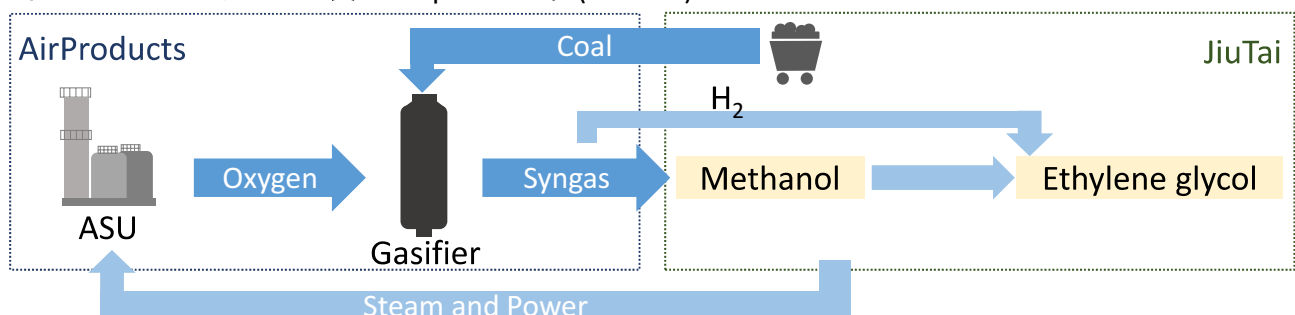 AirProducts
Coal
JiuTai
H2
Oxygen
Syngas
Methanol
Ethylene glycol
ASU
Gasifier
Steam and Power